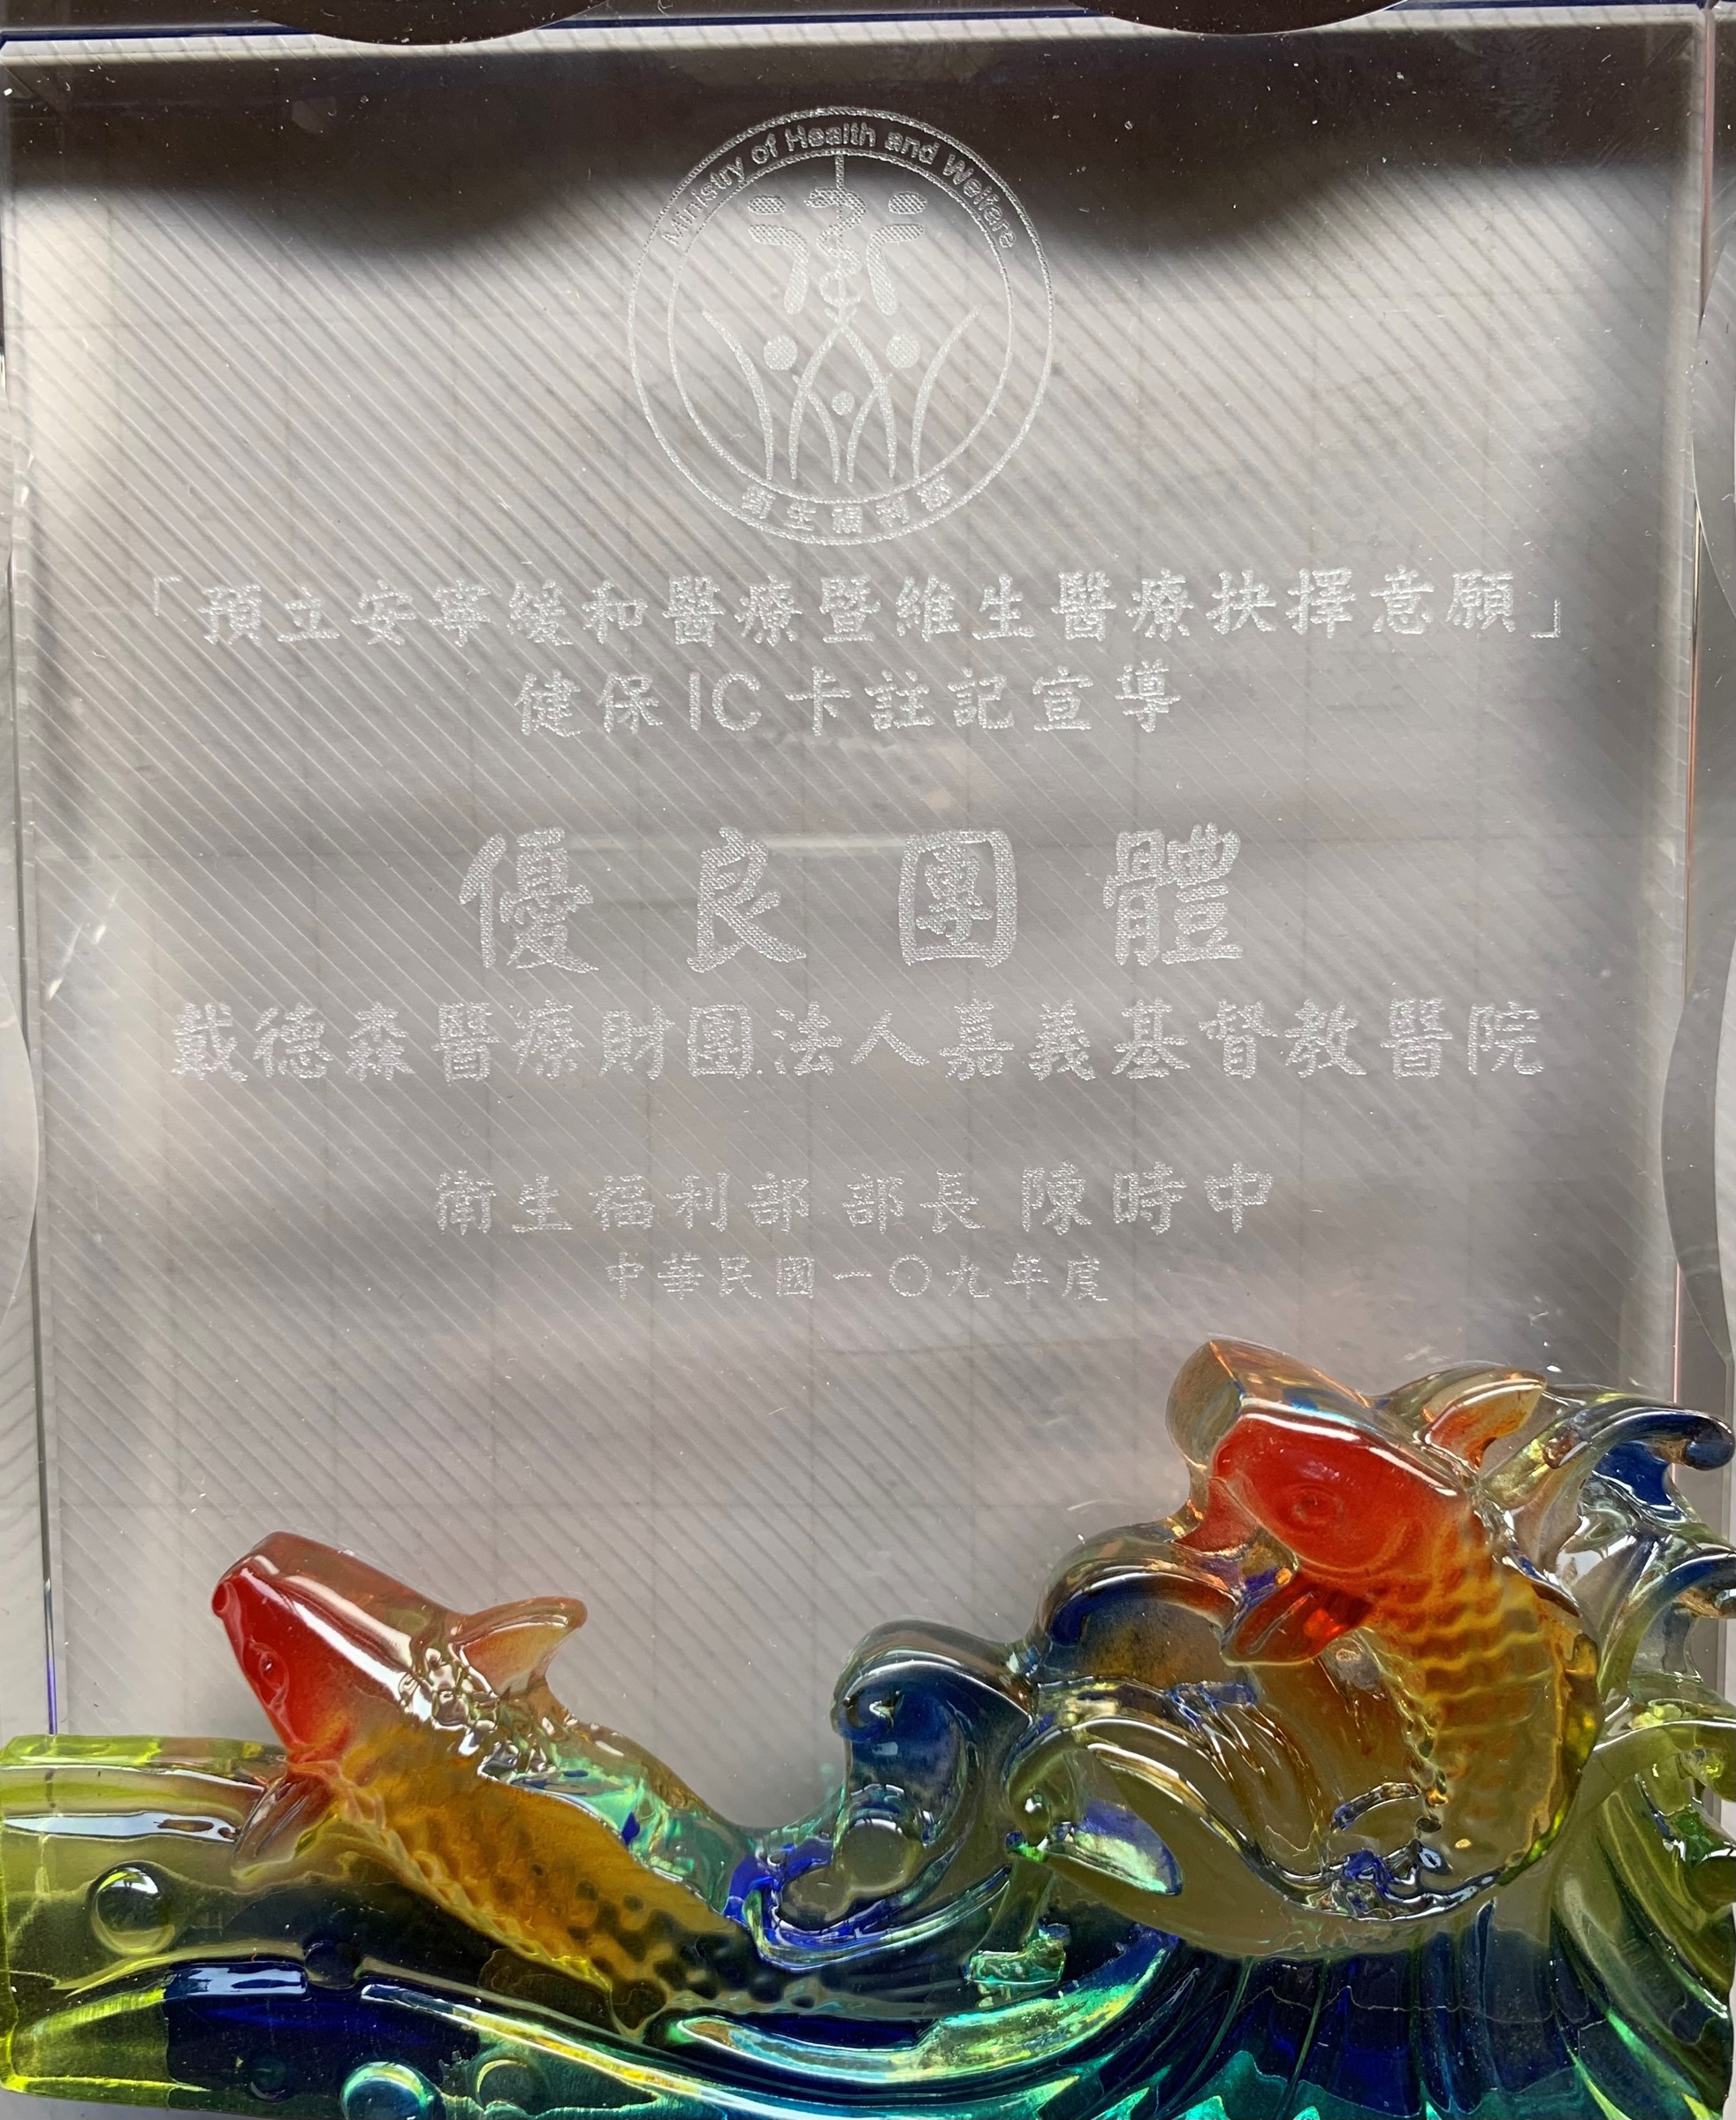 Ministry of Health and Welfare
衛生福利部
「預立安寧緩和醫療暨維生醫療抉擇意願」
健保IC卡註記宣導
優良團體
戴德森醫療財團法人嘉義基督教醫院
衛生福利部 部長 陳時中
中華民國一〇九年度